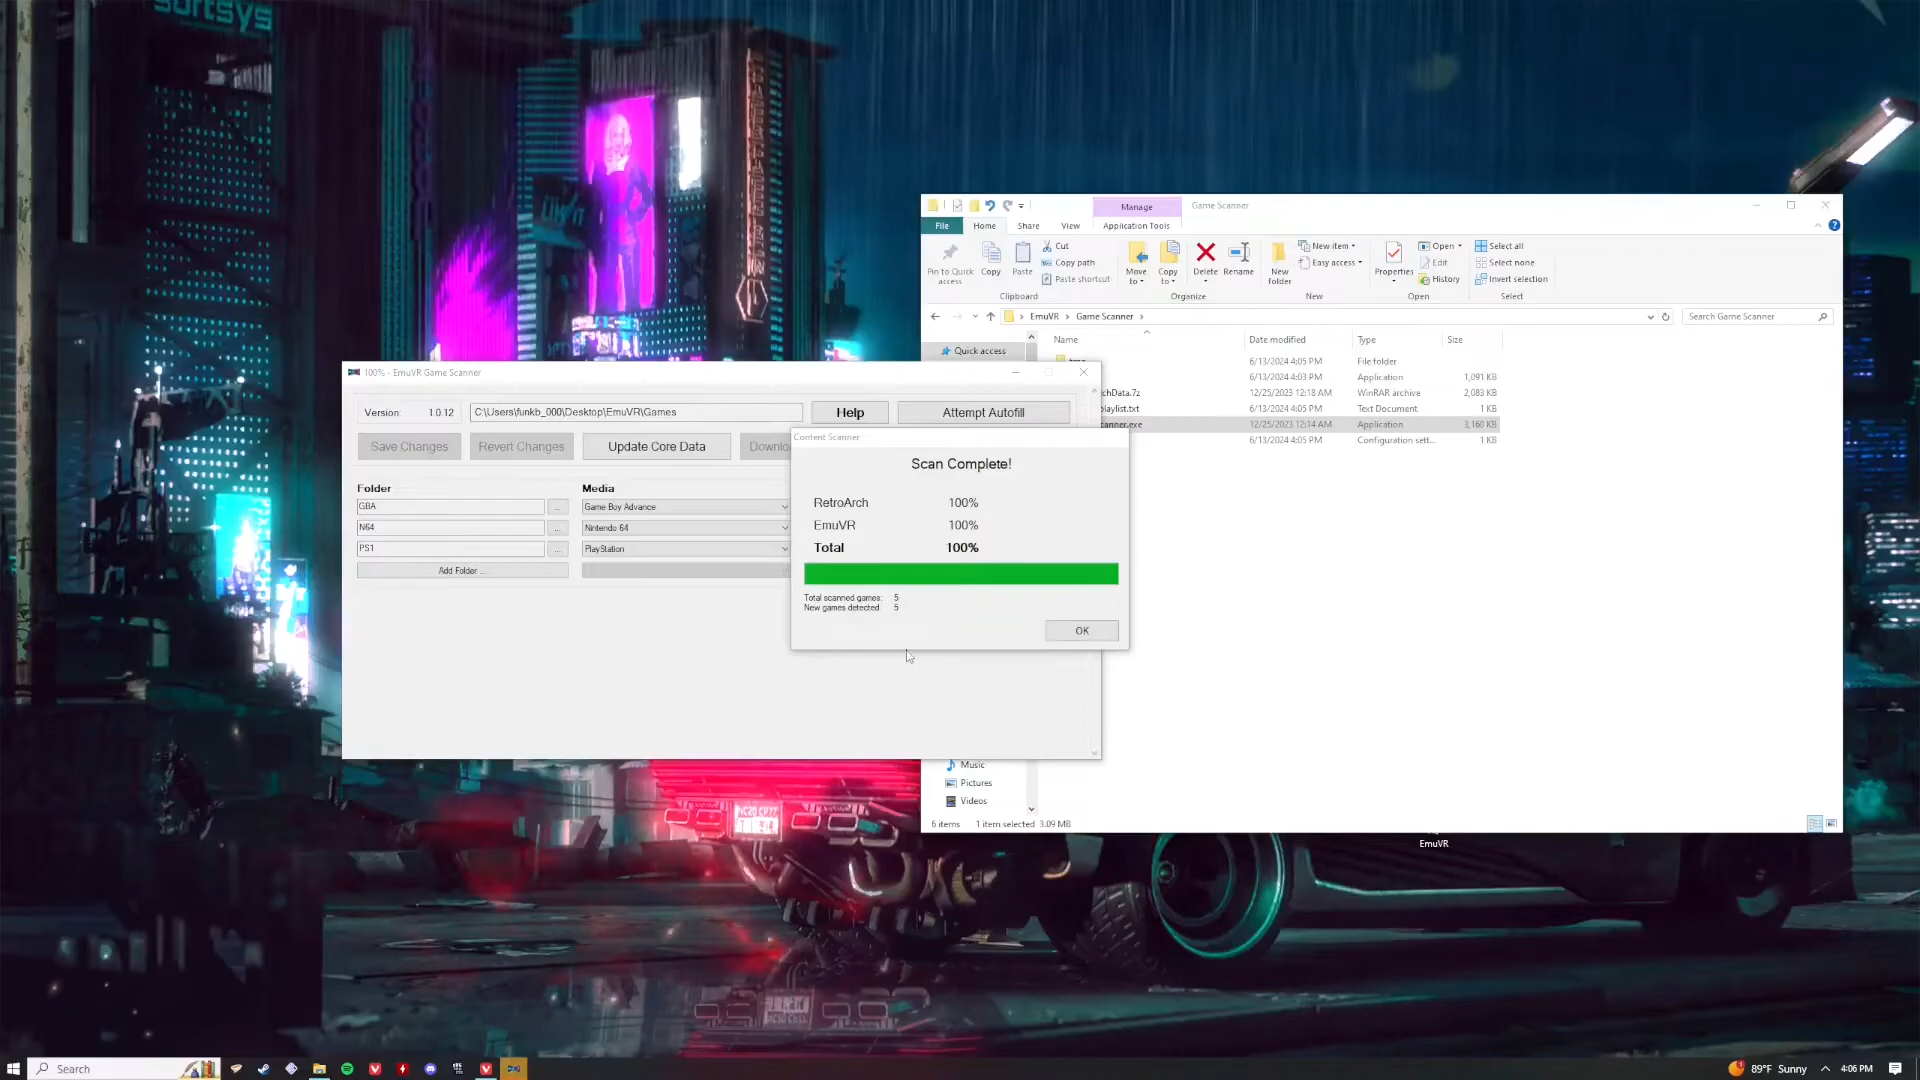 Manage
Game Scanner
File
Home
Share
View
Application Tools
Pin to Quick access
Copy
Paste
Cut
Copy path
Paste shortcut
Clipboard
Move to
Copy to
Delete
Rename
Organize
New folder
New item
Easy access
New
Properties
Open
Edit
History
Open
Select all
Select none
Invert selection
Select
EmuVR > Game Scanner >
Search Game Scanner
Name
Date modified
Type
Size
Quick access
6/13/2024 4:05 PM File folder
6/13/2024 4:03 PM Application 1,091 KB
chData.7z 12/25/2023 12:18 AM WinRAR archive 2,083 KB
playlist.txt 6/13/2024 4:05 PM Text Document 1 KB
canner.exe 12/25/2023 12:14 AM Application 3,168 KB
6/13/2024 4:05 PM Configuration sett... 1 KB
Music
Pictures
Videos
6 items 1 item selected 3.09 MB
100% - EmuVR Game Scanner
Version: 1.0.12
C:\Users\funkb_000\Desktop\EmuVR\Games
Help
Attempt Autofill
Save Changes
Revert Changes
Update Core Data
Downlo
Folder
Media
GBA
...
Game Boy Advance
N64
...
Nintendo 64
PS1
...
PlayStation
Add Folder ...
Content Scanner
Scan Complete!
RetroArch 100%
EmuVR 100%
Total 100%
Total scanned games: 5
New games detected: 5
OK
EmuVR
Search
89°F Sunny
4:06 PM